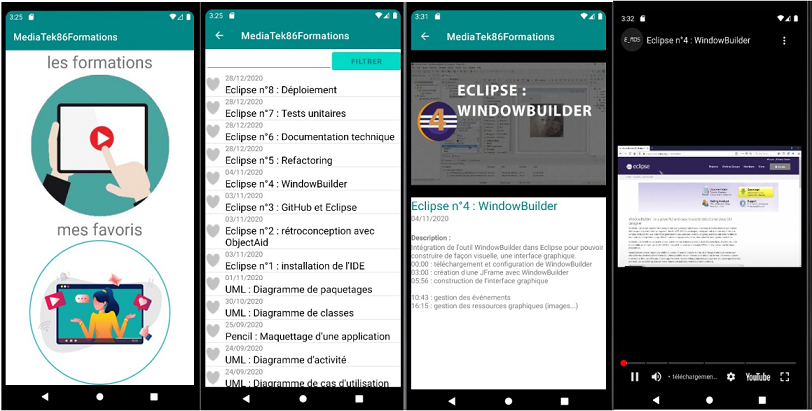 3:25
MediaTek86Formations
les formations
mes favoris
3:25
MediaTek86Formations
FILTRER
28/12/2020
Eclipse n°8 : Déploiement
28/12/2020
Eclipse n°7 : Tests unitaires
28/12/2020
Eclipse n°6 : Documentation technique
28/12/2020
Eclipse n°5 : Refactoring
04/11/2020
Eclipse n°4 : WindowBuilder
03/11/2020
Eclipse n°3 : GitHub et Eclipse
03/11/2020
Eclipse n°2 : rétroconception avec
ObjectAid
03/11/2020
Eclipse n°1 : installation de l'IDE
01/11/2020
UML : Diagramme de paquetages
30/10/2020
UML : Diagramme de classes
25/09/2020
Pencil : Maquettage d'une application
24/09/2020
UML : Diagramme d'activité
24/09/2020
UML : Diagramme de cas d'utilisation
3:31
MediaTek86Formations
ECLIPSE :
4 WINDOWBUILDER
Eclipse n°4 : WindowBuilder
04/11/2020
Description :
Intégration de l'outil WindowBuilder dans Eclipse pour pouvoir
construire de façon visuelle, une interface graphique.
00:00 : téléchargement et configuration de WindowBuilder
03:00 : création d'une JFrame avec WindowBuilder
05:56 : construction de l'interface graphique
10:43 : gestion des événements
16:15 : gestion des ressources graphiques (images...)
3:32
E_MDS
Eclipse n°4 : WindowBuilder
eclipse
• téléchargemen...
YouTube